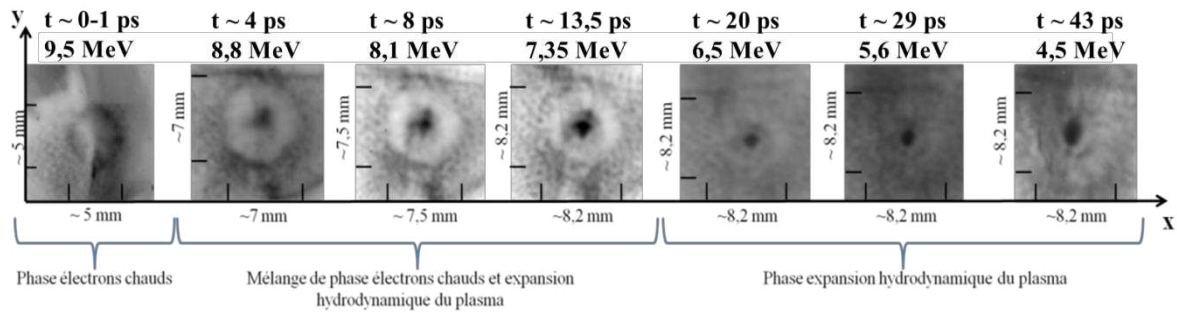 y
t ~ 0-1 ps t ~ 4 ps t ~ 8 ps t ~ 13,5 ps t ~ 20 ps t ~ 29 ps t ~ 43 ps
9,5 MeV 8,8 MeV 8,1 MeV 7,35 MeV 6,5 MeV 5,6 MeV 4,5 MeV
~ 5 mm ~7 mm ~7,5 mm ~ 8,2 mm ~ 8,2 mm ~ 8,2 mm ~ 8,2 mm
~ 5 mm ~7 mm ~ 7,5 mm ~8,2 mm ~8,2 mm ~8,2 mm ~8,2 mm
x
Phase électrons chauds Mélange de phase électrons chauds et expansion Phase expansion hydrodynamique du plasma
hydrodynamique du plasma